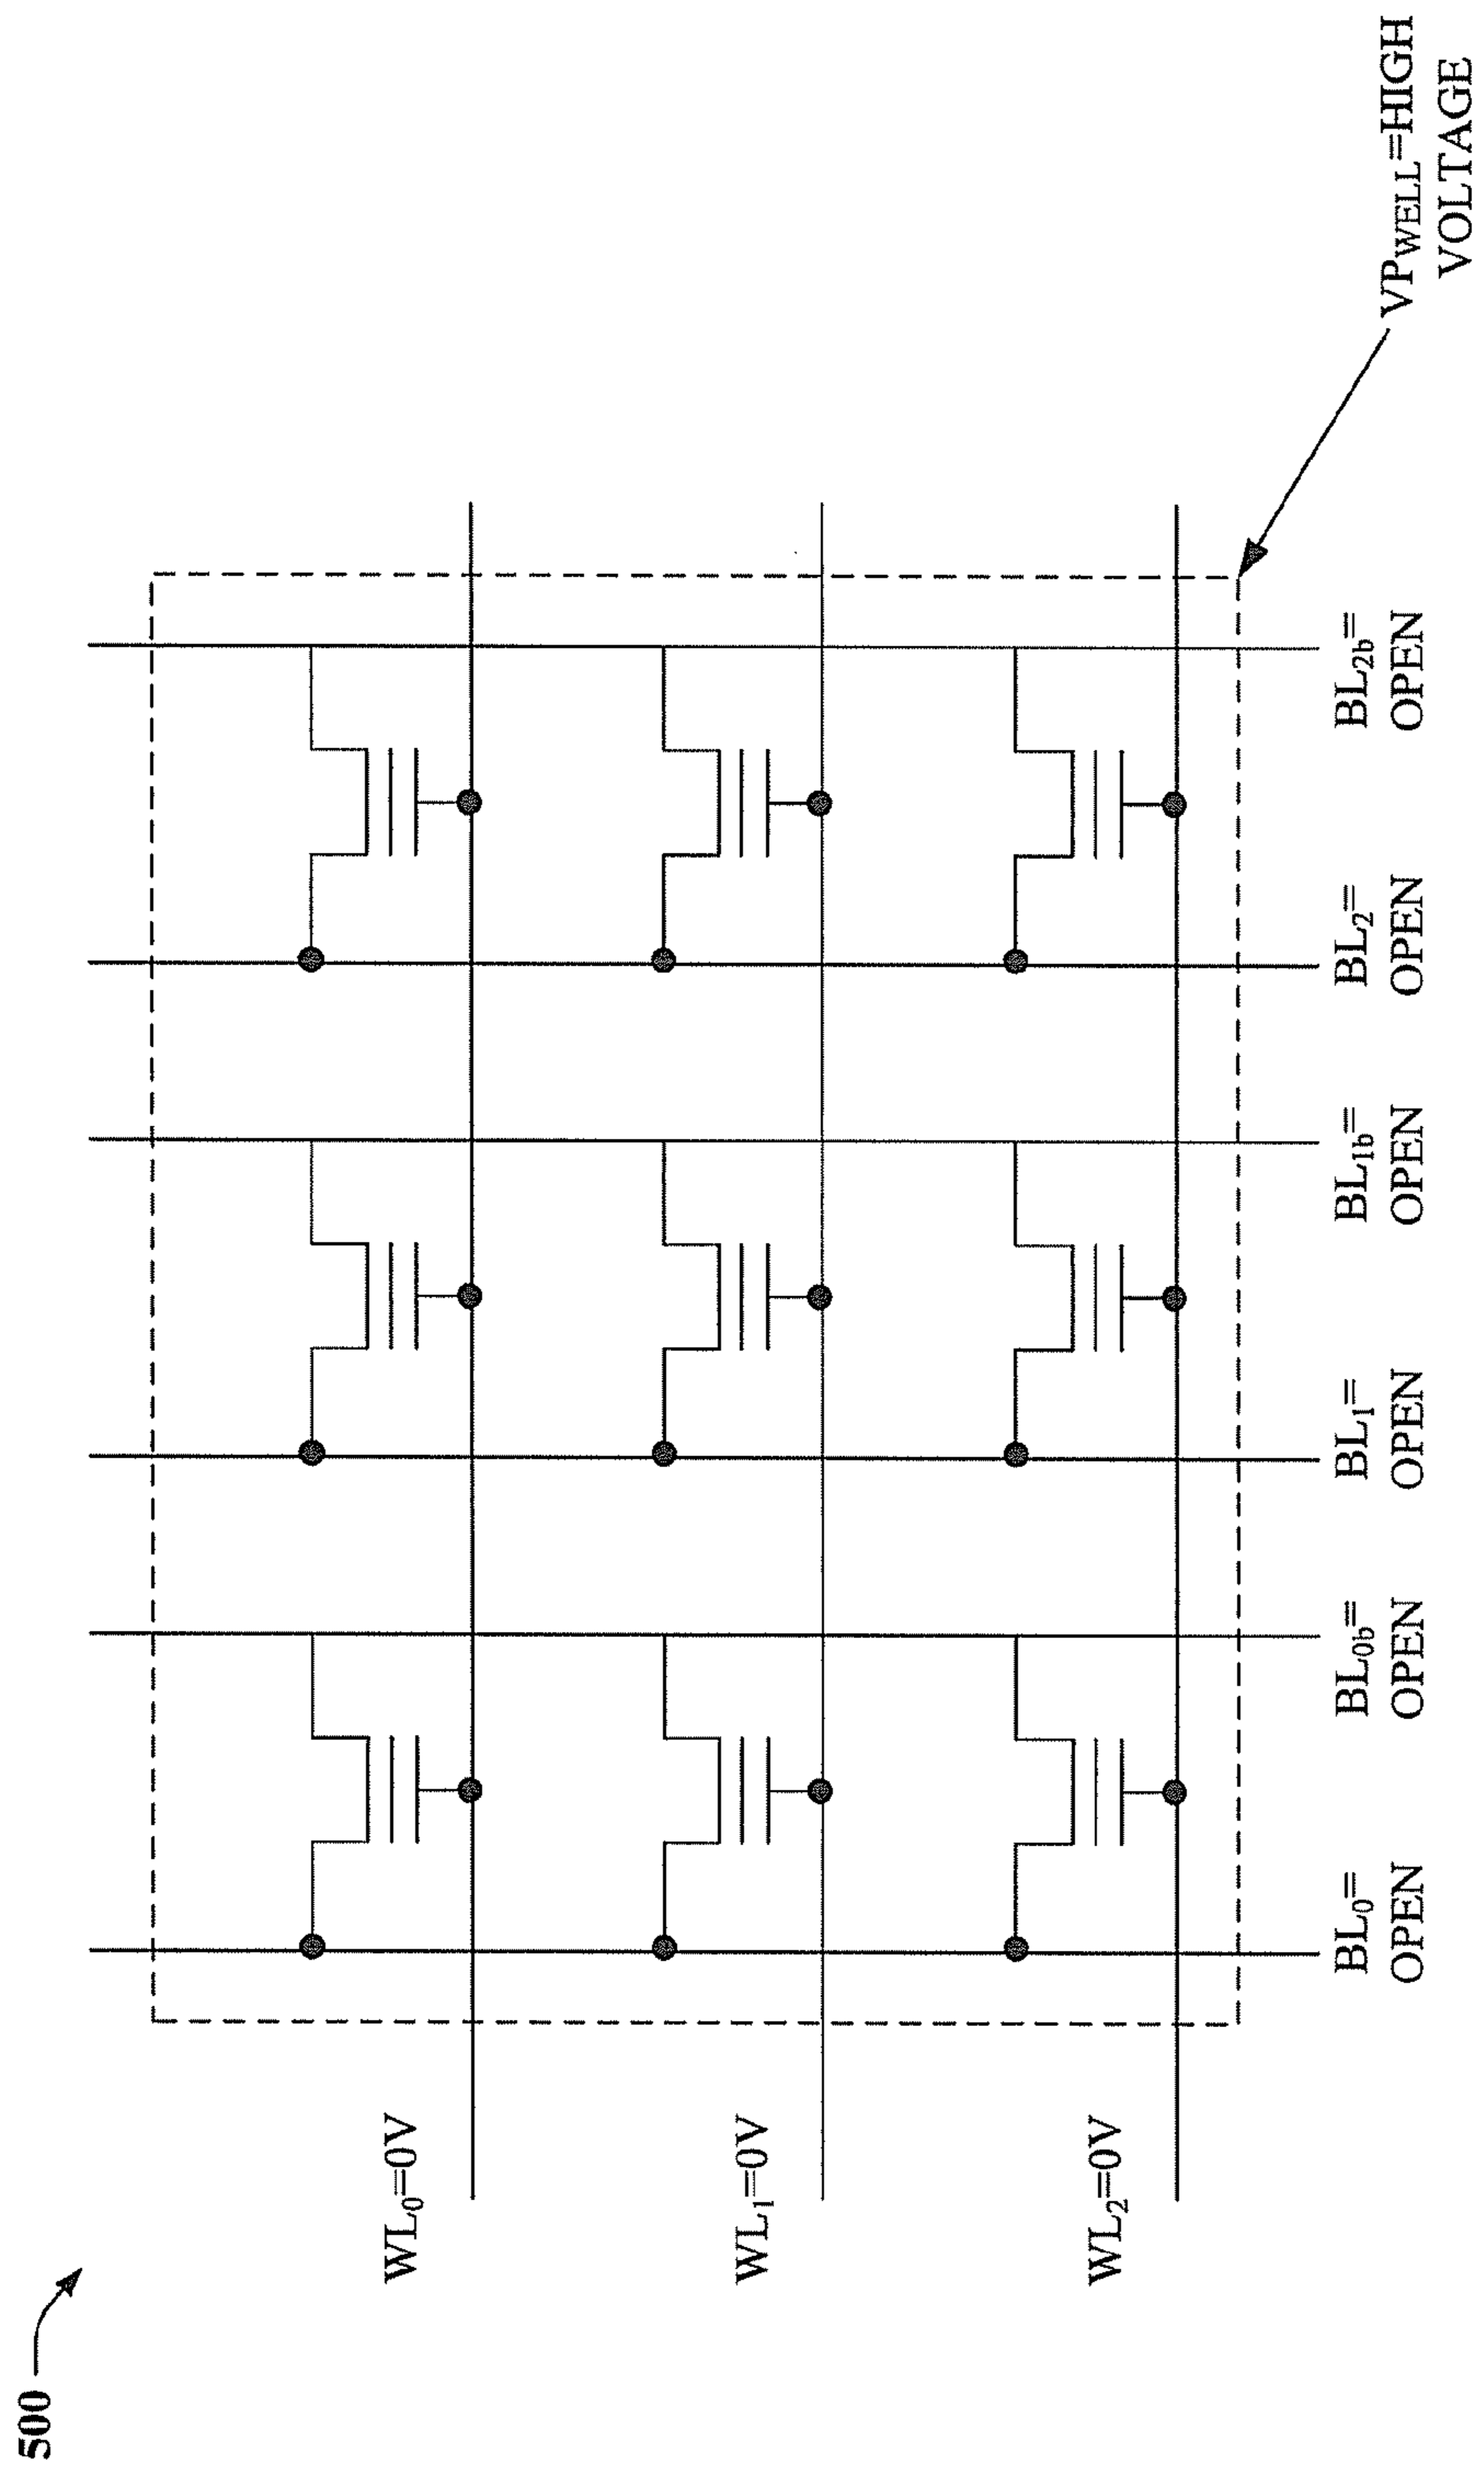 500
WL₀=0V
WL₁=0V
WL₂=0V
BL₀=
OPEN
BL₀b=
OPEN
BL₁=
OPEN
BL₁b=
OPEN
BL₂=
OPEN
BL₂b=
OPEN
VPWELL=HIGH
VOLTAGE